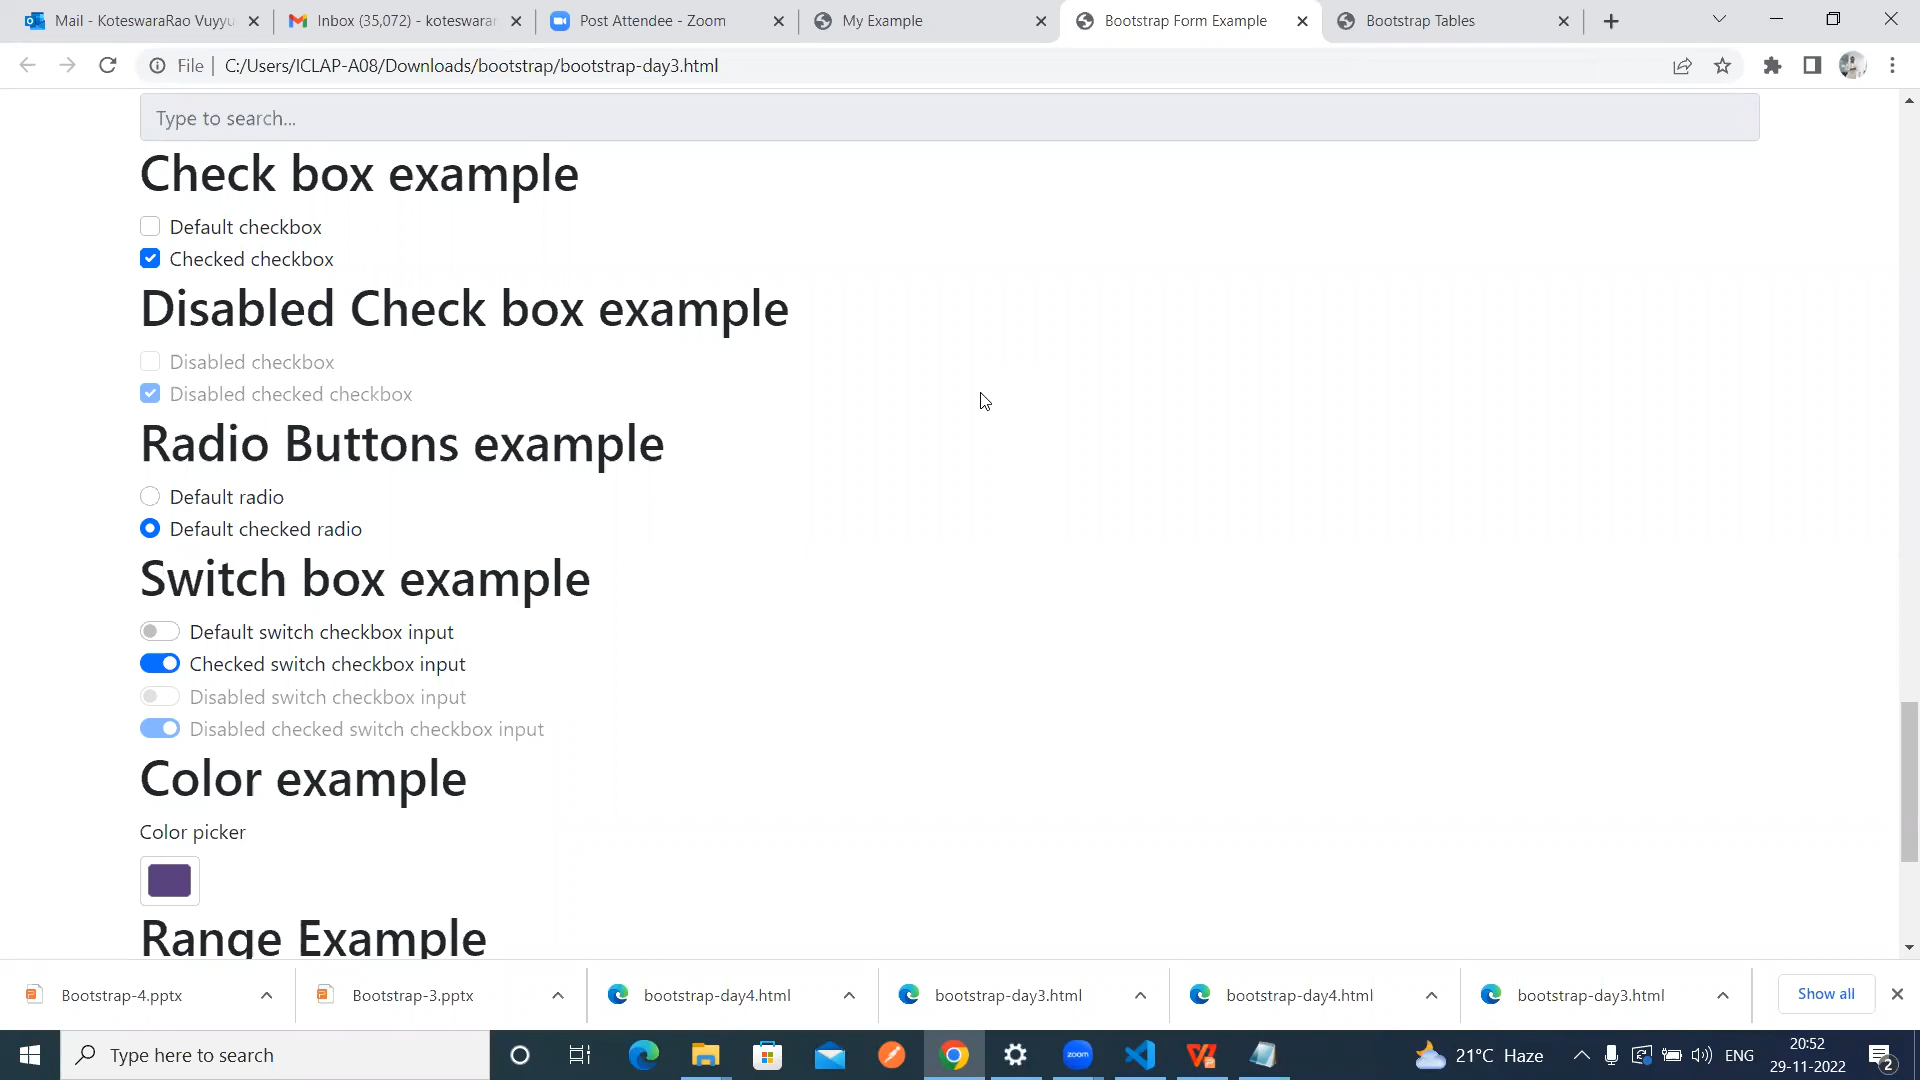 Mail - KoteswaraRao Vuyyu
Inbox (35,072) - koteswarar
Post Attendee - Zoom
My Example
Bootstrap Form Example
Bootstrap Tables
File
C:/Users/ICLAP-A08/Downloads/bootstrap/bootstrap-day3.html
Type to search...
Check box example
Default checkbox
Checked checkbox
Disabled Check box example
Disabled checkbox
Disabled checked checkbox
Radio Buttons example
Default radio
Default checked radio
Switch box example
Default switch checkbox input
Checked switch checkbox input
Disabled switch checkbox input
Disabled checked switch checkbox input
Color example
Color picker
Range Example
Bootstrap-4.pptx
Bootstrap-3.pptx
bootstrap-day4.html
bootstrap-day3.html
bootstrap-day4.html
bootstrap-day3.html
Show all
Type here to search
zoom
21°C Haze
ENG
20:52
29-11-2022
2